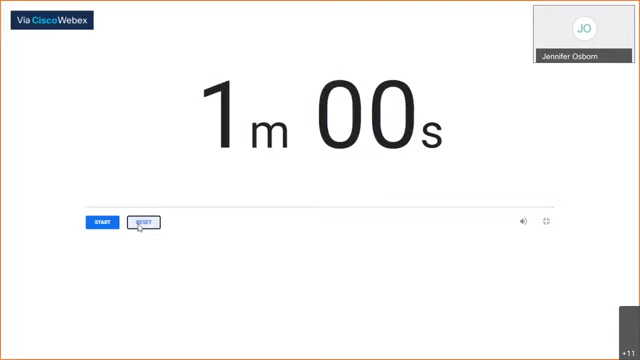 Via CiscoWebex
JO
Jennifer Osborn
1m 00s
START
RESET
+11